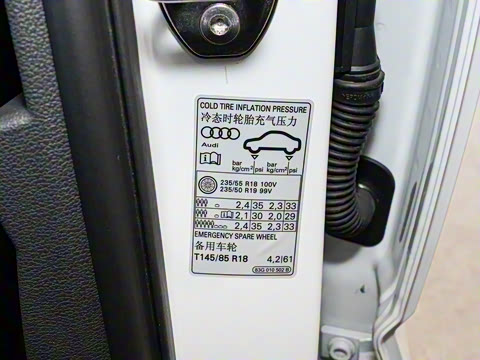 COLD TIRE INFLATION PRESSURE
冷态时轮胎充气压力
Audi
bar kg/cm² psi bar kg/cm² psi
235/55 R18 100V
235/50 R19 99V
2,4 35 2,3 33
2,1 30 2,0 29
2,4 35 2,3 33
EMERGENCY SPARE WHEEL
备用车轮
T145/85 R18 4,2 61
83G 010 502 B